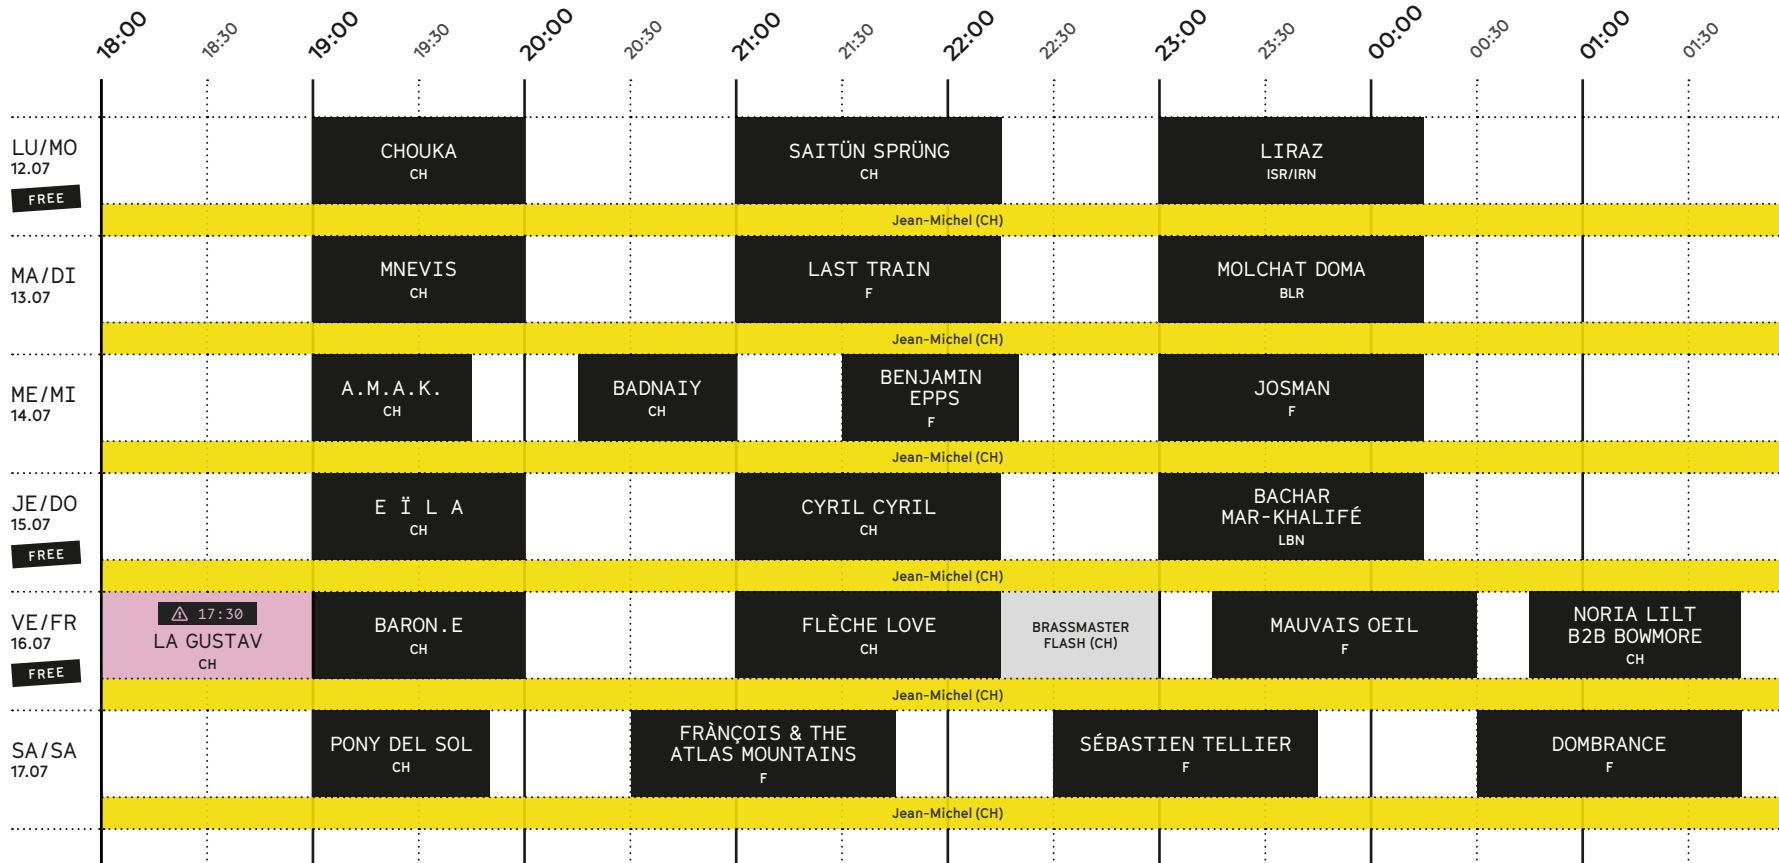 18:00 18:30 19:00 19:30 20:00 20:30 21:00 21:30 22:00 22:30 23:00 23:30 00:00 00:30 01:00 01:30
LU/MO
12.07
FREE
CHOUKA
CH
SAITÜN SPRÜNG
CH
LIRAZ
ISR/IRN
Jean-Michel (CH)
MA/DI
13.07
MNEVIS
CH
LAST TRAIN
F
MOLCHAT DOMA
BLR
Jean-Michel (CH)
ME/MI
14.07
A.M.A.K.
CH
BADNAIY
CH
BENJAMIN
EPPS
F
JOSMAN
F
Jean-Michel (CH)
JE/DO
15.07
FREE
E Ï L A
CH
CYRIL CYRIL
CH
BACHAR
MAR-KHALIFÉ
LBN
Jean-Michel (CH)
VE/FR
16.07
FREE
⚠ 17:30
LA GUSTAV
CH
BARON.E
CH
FLÈCHE LOVE
CH
BRASSMASTER
FLASH (CH)
MAUVAIS OEIL
F
NORIA LILT
B2B BOWMORE
CH
Jean-Michel (CH)
SA/SA
17.07
PONY DEL SOL
CH
FRÀNÇOIS & THE
ATLAS MOUNTAINS
F
SÉBASTIEN TELLIER
F
DOMBRANCE
F
Jean-Michel (CH)